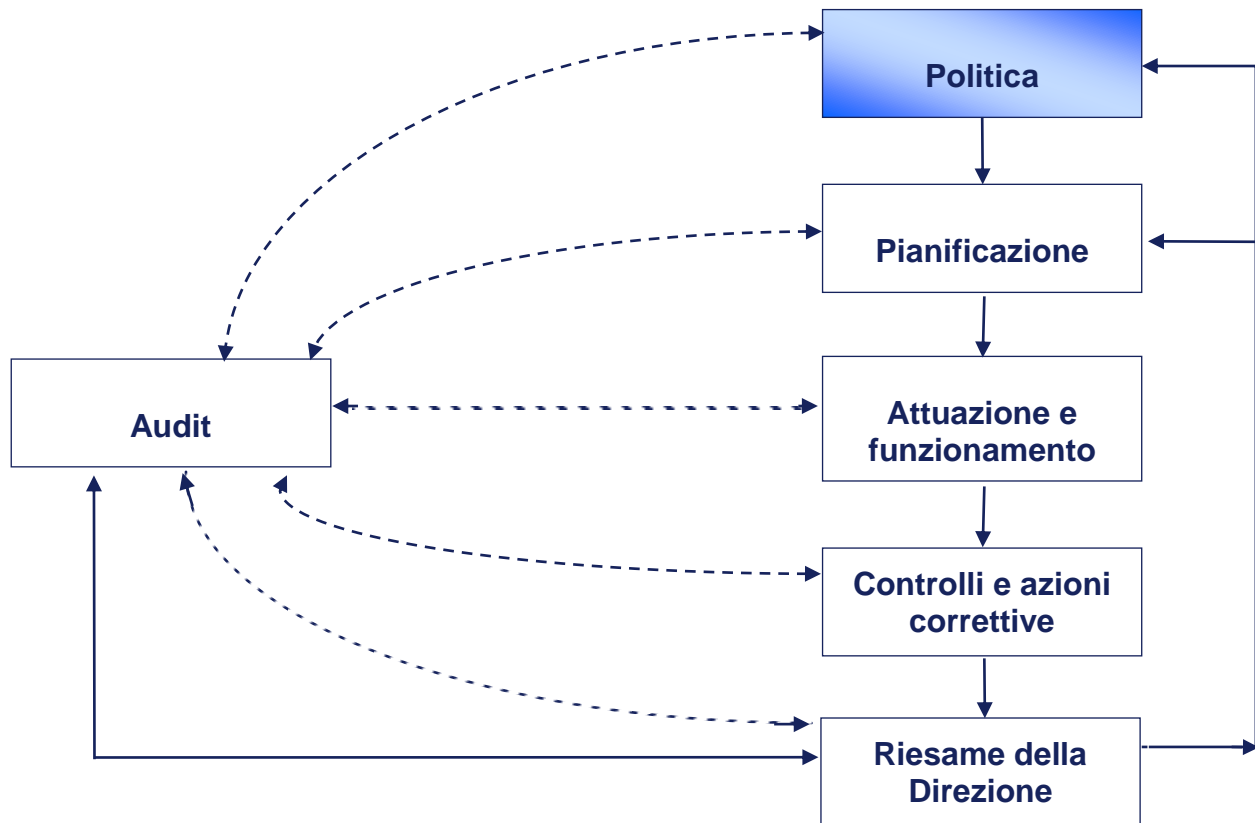 Politica
Pianificazione
Audit
Attuazione e
funzionamento
Controlli e azioni
correttive
Riesame della
Direzione